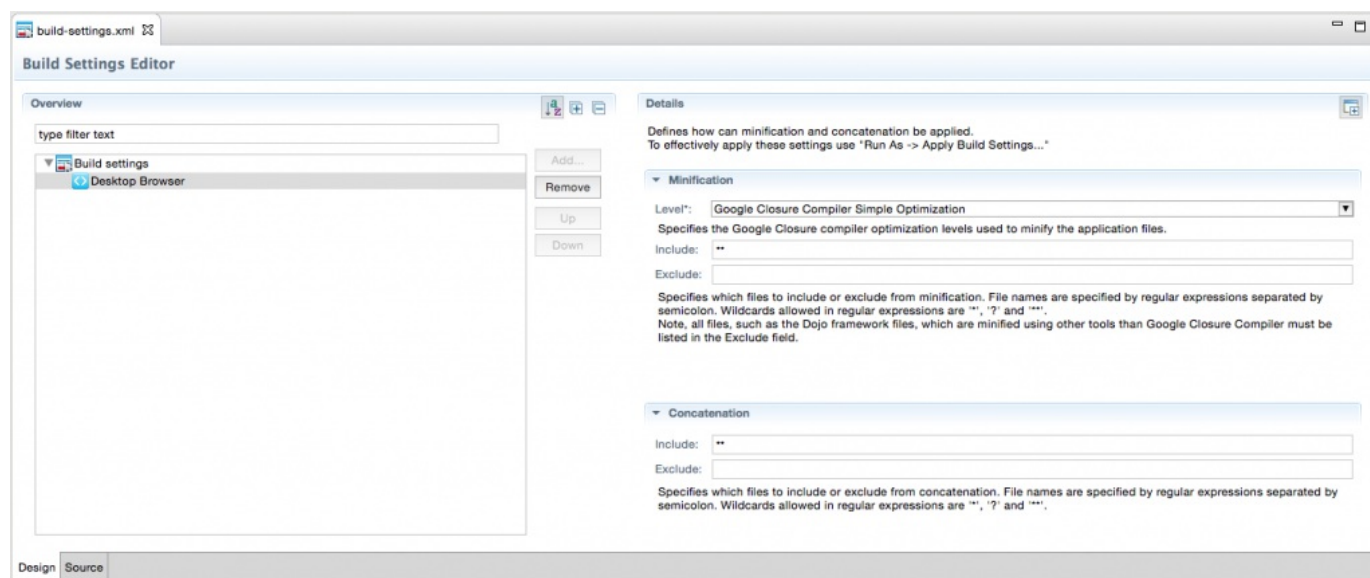 build-settings.xml
Build Settings Editor
Overview
type filter text
Build settings
Desktop Browser
Add...
Remove
Up
Down
Details
Defines how can minification and concatenation be applied.
To effectively apply these settings use "Run As -> Apply Build Settings..."
Minification
Level*: Google Closure Compiler Simple Optimization
Specifies the Google Closure compiler optimization levels used to minify the application files.
Include: **
Exclude:
Specifies which files to include or exclude from minification. File names are specified by regular expressions separated by
semicolon. Wildcards allowed in regular expressions are '*', '?' and '**'.
Note, all files, such as the Dojo framework files, which are minified using other tools than Google Closure Compiler must be
listed in the Exclude field.
Concatenation
Include: **
Exclude:
Specifies which files to include or exclude from concatenation. File names are specified by regular expressions separated by
semicolon. Wildcards allowed in regular expressions are '*', '?' and '**'.
Design Source